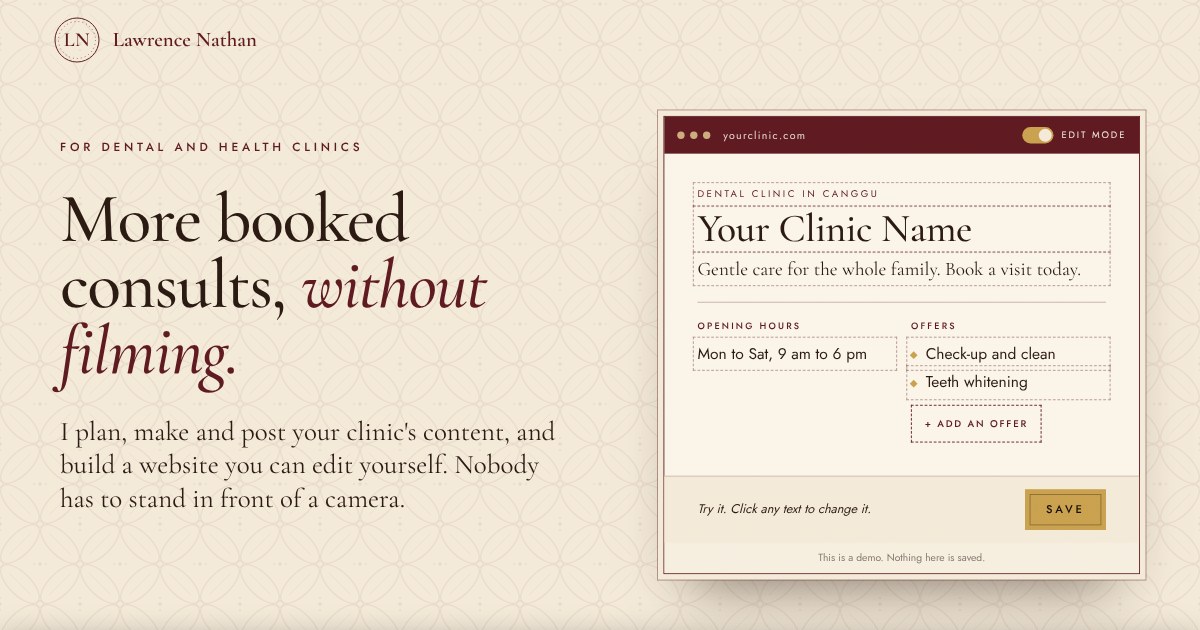 LN
Lawrence Nathan
FOR DENTAL AND HEALTH CLINICS
More booked
consults, without
filming.
I plan, make and post your clinic's content, and
build a website you can edit yourself. Nobody
has to stand in front of a camera.
yourclinic.com
EDIT MODE
DENTAL CLINIC IN CANGGU
Your Clinic Name
Gentle care for the whole family. Book a visit today.
OPENING HOURS
Mon to Sat, 9 am to 6 pm
OFFERS
Check-up and clean
Teeth whitening
+ ADD AN OFFER
Try it. Click any text to change it.
SAVE
This is a demo. Nothing here is saved.